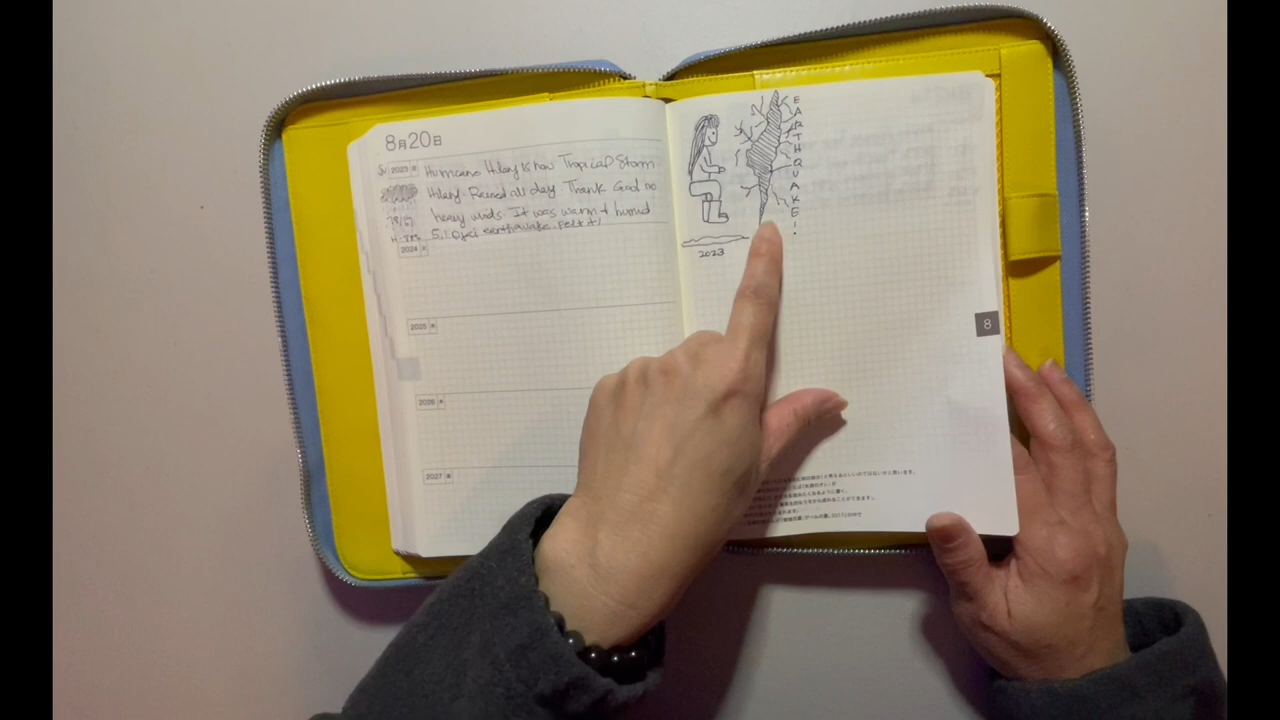 8月20日
2023
Hurricane Hilary is now Tropical Storm
Hilary. Rained all day. Thank God no
heavy winds. It was warm + humid
5.1 Ojai earthquake. Felt it!
2024
2025
2026
2027
EARTHQUAKE!
2023
8